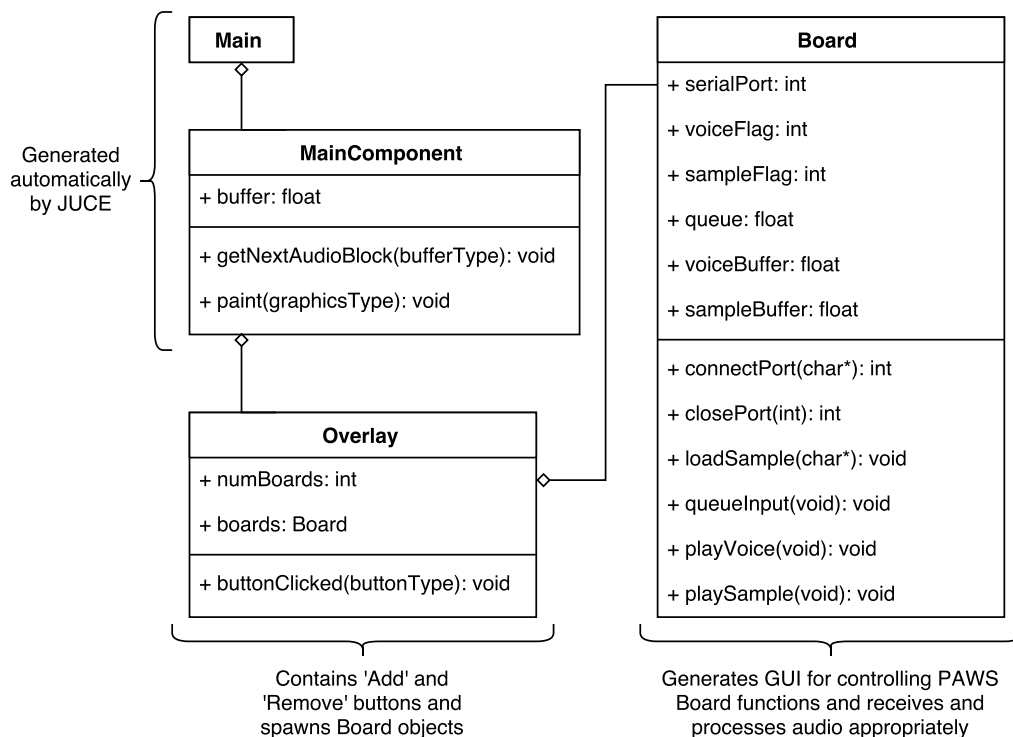 Main
Generated
automatically
by JUCE
MainComponent
+ buffer: float
+ getNextAudioBlock(bufferType): void
+ paint(graphicsType): void
Overlay
+ numBoards: int
+ boards: Board
+ buttonClicked(buttonType): void
Contains 'Add' and
'Remove' buttons and
spawns Board objects
Board
+ serialPort: int
+ voiceFlag: int
+ sampleFlag: int
+ queue: float
+ voiceBuffer: float
+ sampleBuffer: float
+ connectPort(char*): int
+ closePort(int): int
+ loadSample(char*): void
+ queueInput(void): void
+ playVoice(void): void
+ playSample(void): void
Generates GUI for controlling PAWS
Board functions and receives and
processes audio appropriately